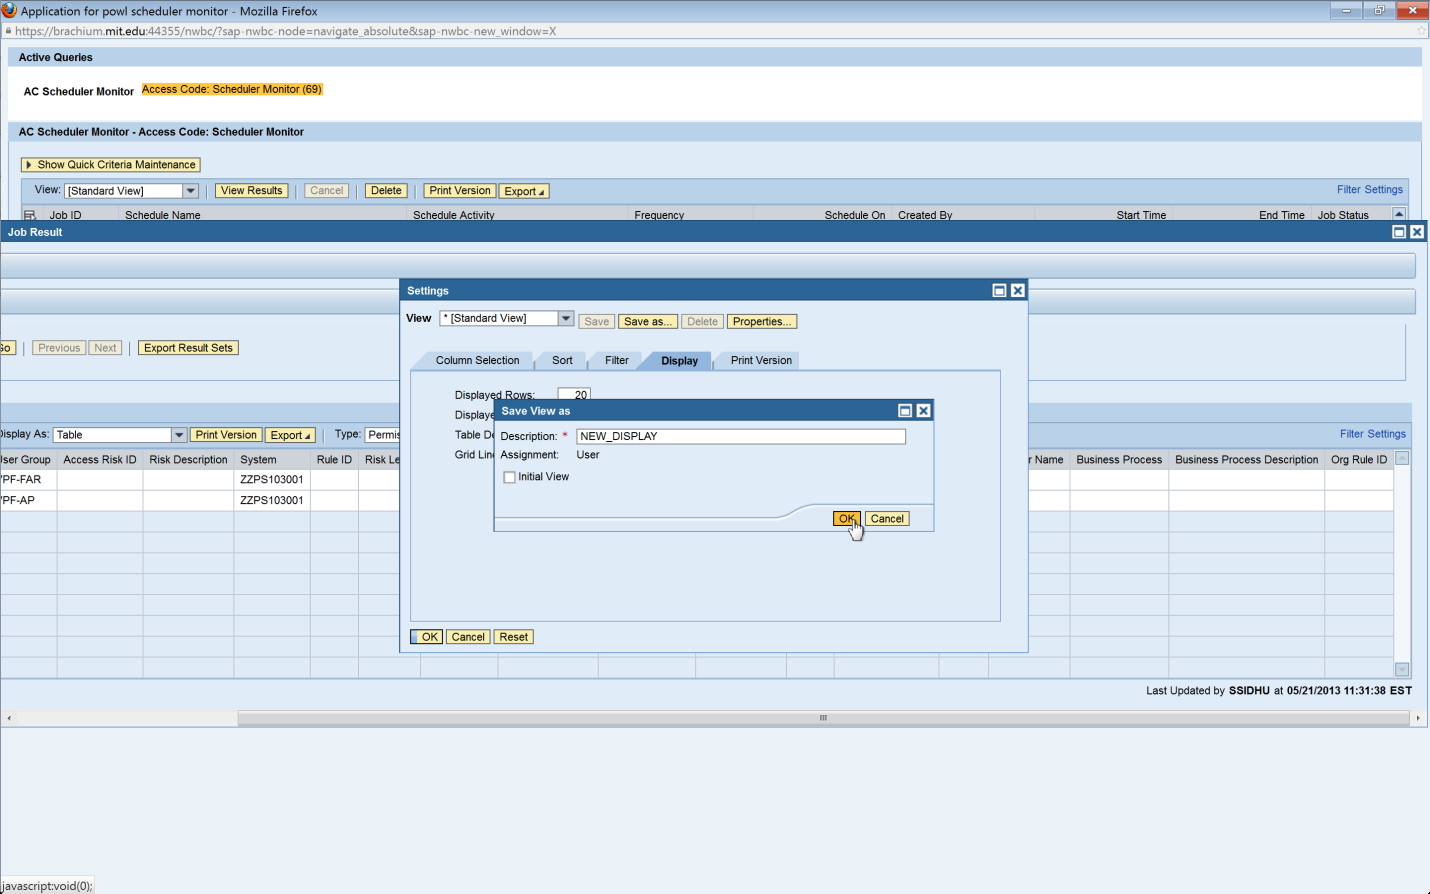 Application for powl scheduler monitor - Mozilla Firefox
https://brachium.mit.edu:44355/nwbc/?sap-nwbc-node=navigate_absolute&sap-nwbc-new_window=X
Active Queries
AC Scheduler Monitor Access Code: Scheduler Monitor (69)
AC Scheduler Monitor - Access Code: Scheduler Monitor
Show Quick Criteria Maintenance
View: [Standard View] View Results Cancel Delete Print Version Export Filter Settings
Job ID Schedule Name Schedule Activity Frequency Schedule On Created By Start Time End Time Job Status
Job Result
Settings
View * [Standard View] Save Save as... Delete Properties...
Previous Next Export Result Sets
Column Selection Sort Filter Display Print Version
Displayed Rows: 20
Save View as
Display As: Table Print Version Export Type: Permis Filter Settings
Description: * NEW_DISPLAY
Assignment: User
Initial View
User Group Access Risk ID Risk Description System Rule ID Risk Le r Name Business Process Business Process Description Org Rule ID
PF-FAR ZZPS103001
PF-AP ZZPS103001
OK Cancel
OK Cancel Reset
Last Updated by SSIDHU at 05/21/2013 11:31:38 EST
javascript:void(0);